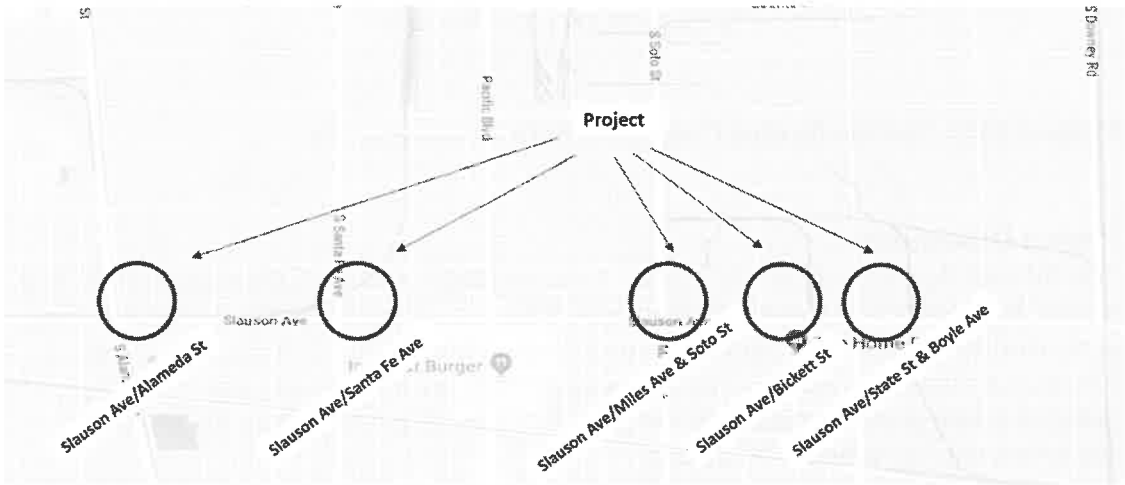 St
S Soto St
S Downey Rd
Pacific Blvd
Project
S Santa Fe Ave
Slauson Ave
Slauson Ave
Burger
Home
Slauson Ave/Alameda St
Slauson Ave/Santa Fe Ave
Slauson Ave/Miles Ave & Soto St
Slauson Ave/Bickett St
Slauson Ave/State St & Boyle Ave